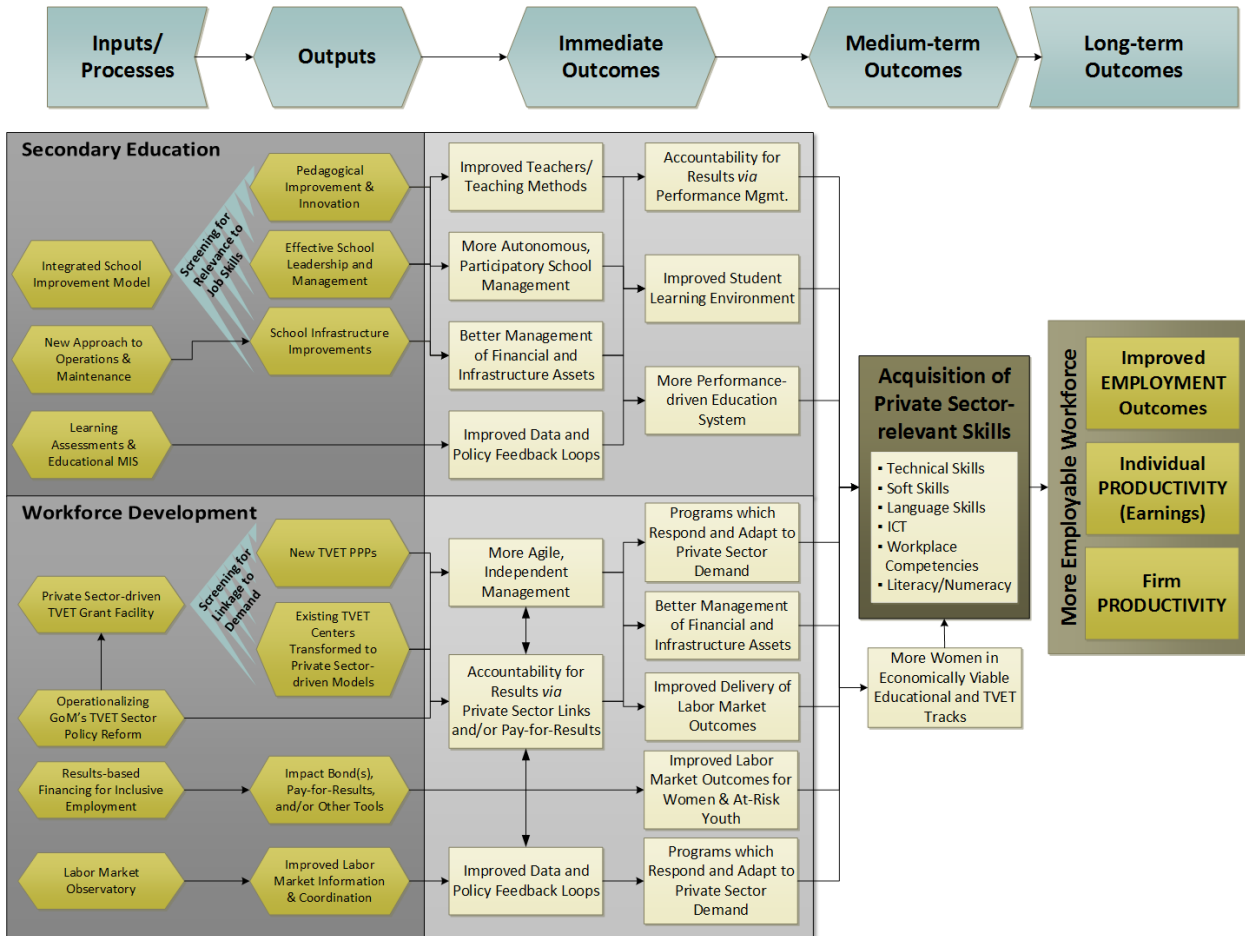 Inputs/
Processes
Outputs
Immediate
Outcomes
Medium-term
Outcomes
Long-term
Outcomes
Secondary Education
Integrated School
Improvement Model
New Approach to
Operations &
Maintenance
Learning
Assessments &
Educational MIS
Screening for
Relevance to
Job Skills
Pedagogical
Improvement &
Innovation
Effective School
Leadership and
Management
School Infrastructure
Improvements
Improved Teachers/
Teaching Methods
More Autonomous,
Participatory School
Management
Better Management
of Financial and
Infrastructure Assets
Improved Data and
Policy Feedback Loops
Accountability for
Results via
Performance Mgmt.
Improved Student
Learning Environment
More Performance-
driven Education
System
Workforce Development
Private Sector-driven
TVET Grant Facility
Operationalizing
GoM's TVET Sector
Policy Reform
Results-based
Financing for Inclusive
Employment
Labor Market
Observatory
Screening for
Linkage to
Demand
New TVET PPPs
Existing TVET
Centers
Transformed to
Private Sector-
driven Models
Impact Bond(s),
Pay-for-Results,
and/or Other Tools
Improved Labor
Market Information
& Coordination
More Agile,
Independent
Management
Accountability for
Results via
Private Sector Links
and/or Pay-for-Results
Improved Data and
Policy Feedback Loops
Programs which
Respond and Adapt to
Private Sector
Demand
Better Management
of Financial and
Infrastructure Assets
Improved Delivery of
Labor Market
Outcomes
Improved Labor
Market Outcomes for
Women & At-Risk
Youth
Programs which
Respond and Adapt to
Private Sector
Demand
Acquisition of
Private Sector-
relevant Skills
▪ Technical Skills
▪ Soft Skills
▪ Language Skills
▪ ICT
▪ Workplace
Competencies
▪ Literacy/Numeracy
More Women in
Economically Viable
Educational and TVET
Tracks
More Employable Workforce
Improved
EMPLOYMENT
Outcomes
Individual
PRODUCTIVITY
(Earnings)
Firm
PRODUCTIVITY